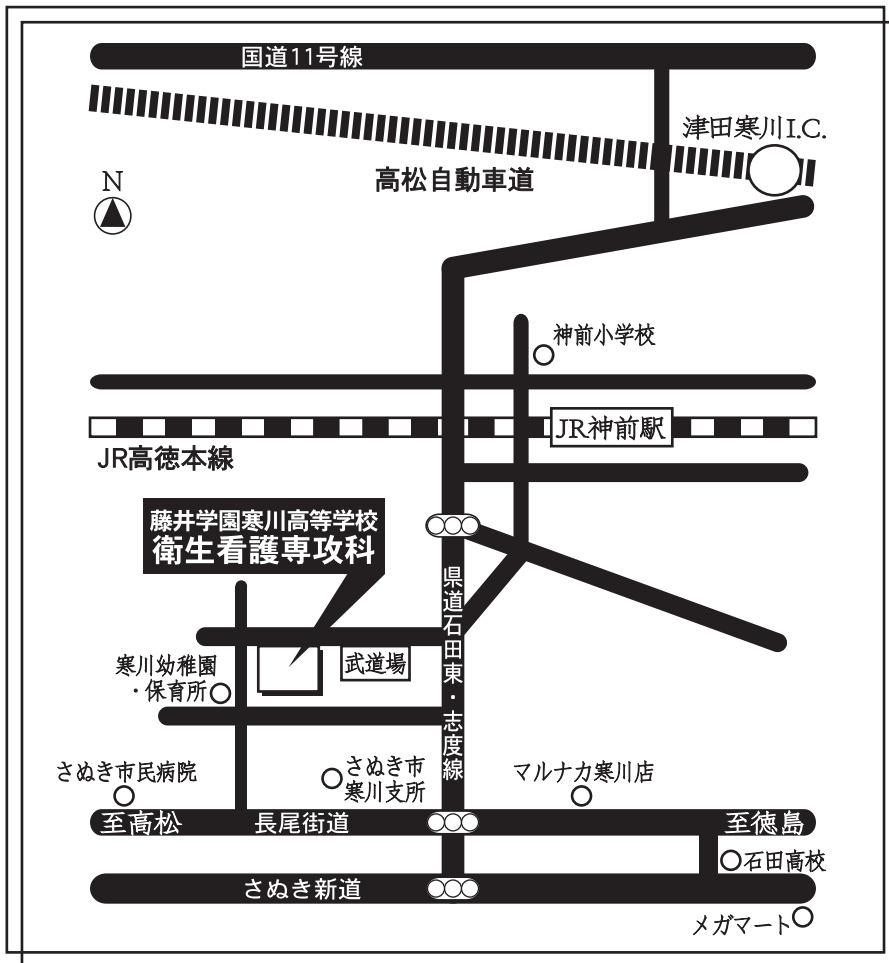 国道11号線
津田寒川I.C.
高松自動車道
N
神前小学校
JR神前駅
JR高徳本線
藤井学園寒川高等学校
衛生看護専攻科
県道石田東・志度線
武道場
寒川幼稚園
・保育所
さぬき市民病院
さぬき市
寒川支所
マルナカ寒川店
至高松
長尾街道
至徳島
石田高校
さぬき新道
メガマート